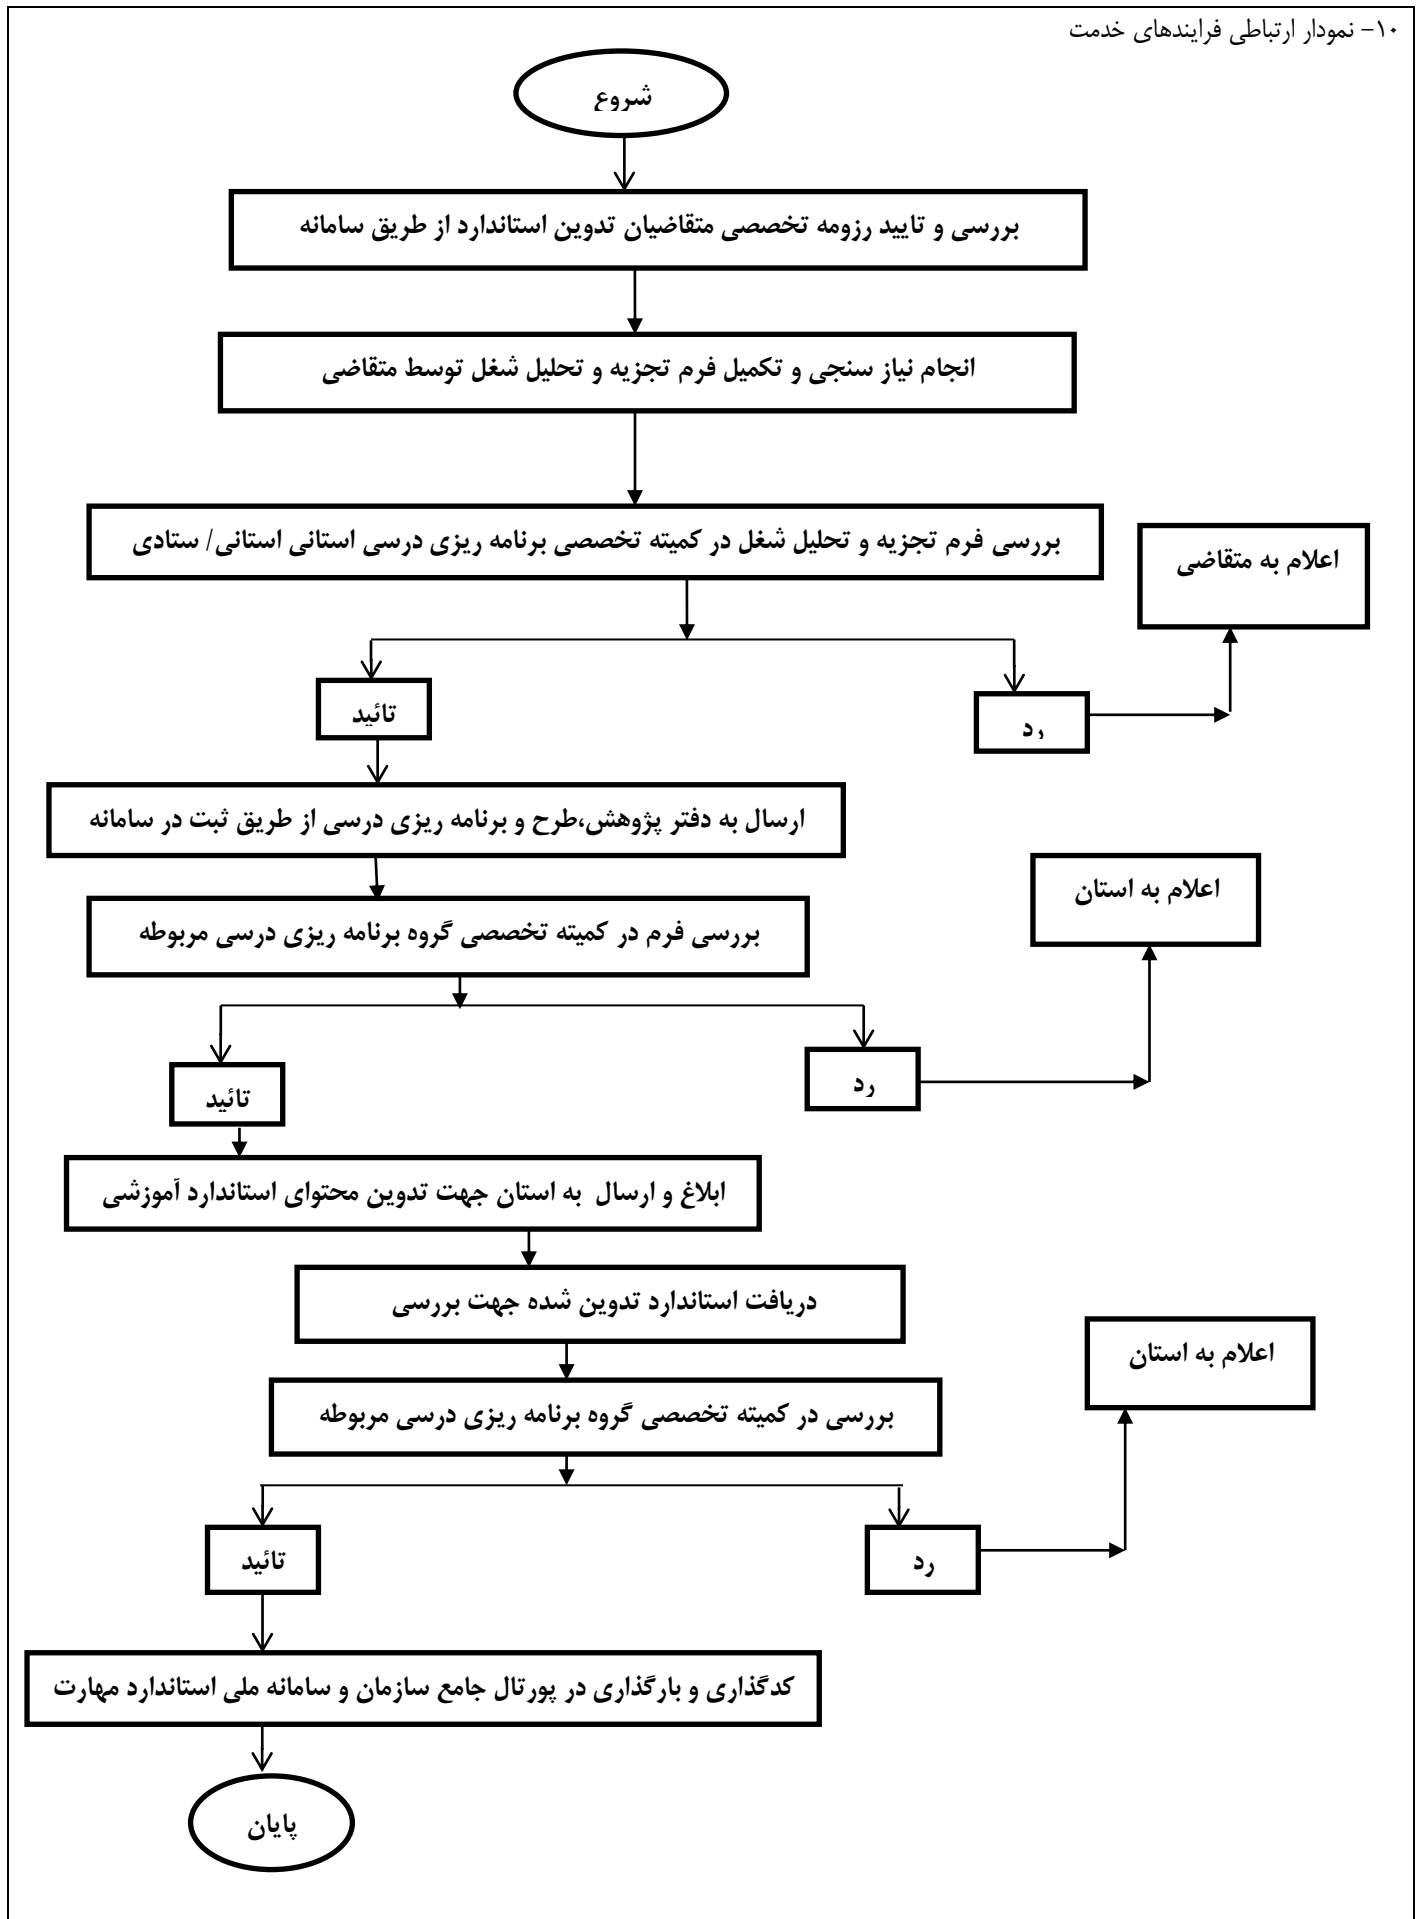 ۱۰- نمودار ارتباطی فرایندهای خدمت
شروع
بررسی و تایید رزومه تخصصی متقاضیان تدوین استاندارد از طریق سامانه
انجام نیاز سنجی و تکمیل فرم تجزیه و تحلیل شغل توسط متقاضی
بررسی فرم تجزیه و تحلیل شغل در کمیته تخصصی برنامه ریزی درسی استانی استانی/ ستادی
اعلام به متقاضی
تائید
رد
ارسال به دفتر پژوهش،طرح و برنامه ریزی درسی از طریق ثبت در سامانه
اعلام به استان
بررسی فرم در کمیته تخصصی گروه برنامه ریزی درسی مربوطه
رد
تائید
ابلاغ و ارسال به استان جهت تدوین محتوای استاندارد آموزشی
دریافت استاندارد تدوین شده جهت بررسی
اعلام به استان
بررسی در کمیته تخصصی گروه برنامه ریزی درسی مربوطه
تائید
رد
کدگذاری و بارگذاری در پورتال جامع سازمان و سامانه ملی استاندارد مهارت
پایان